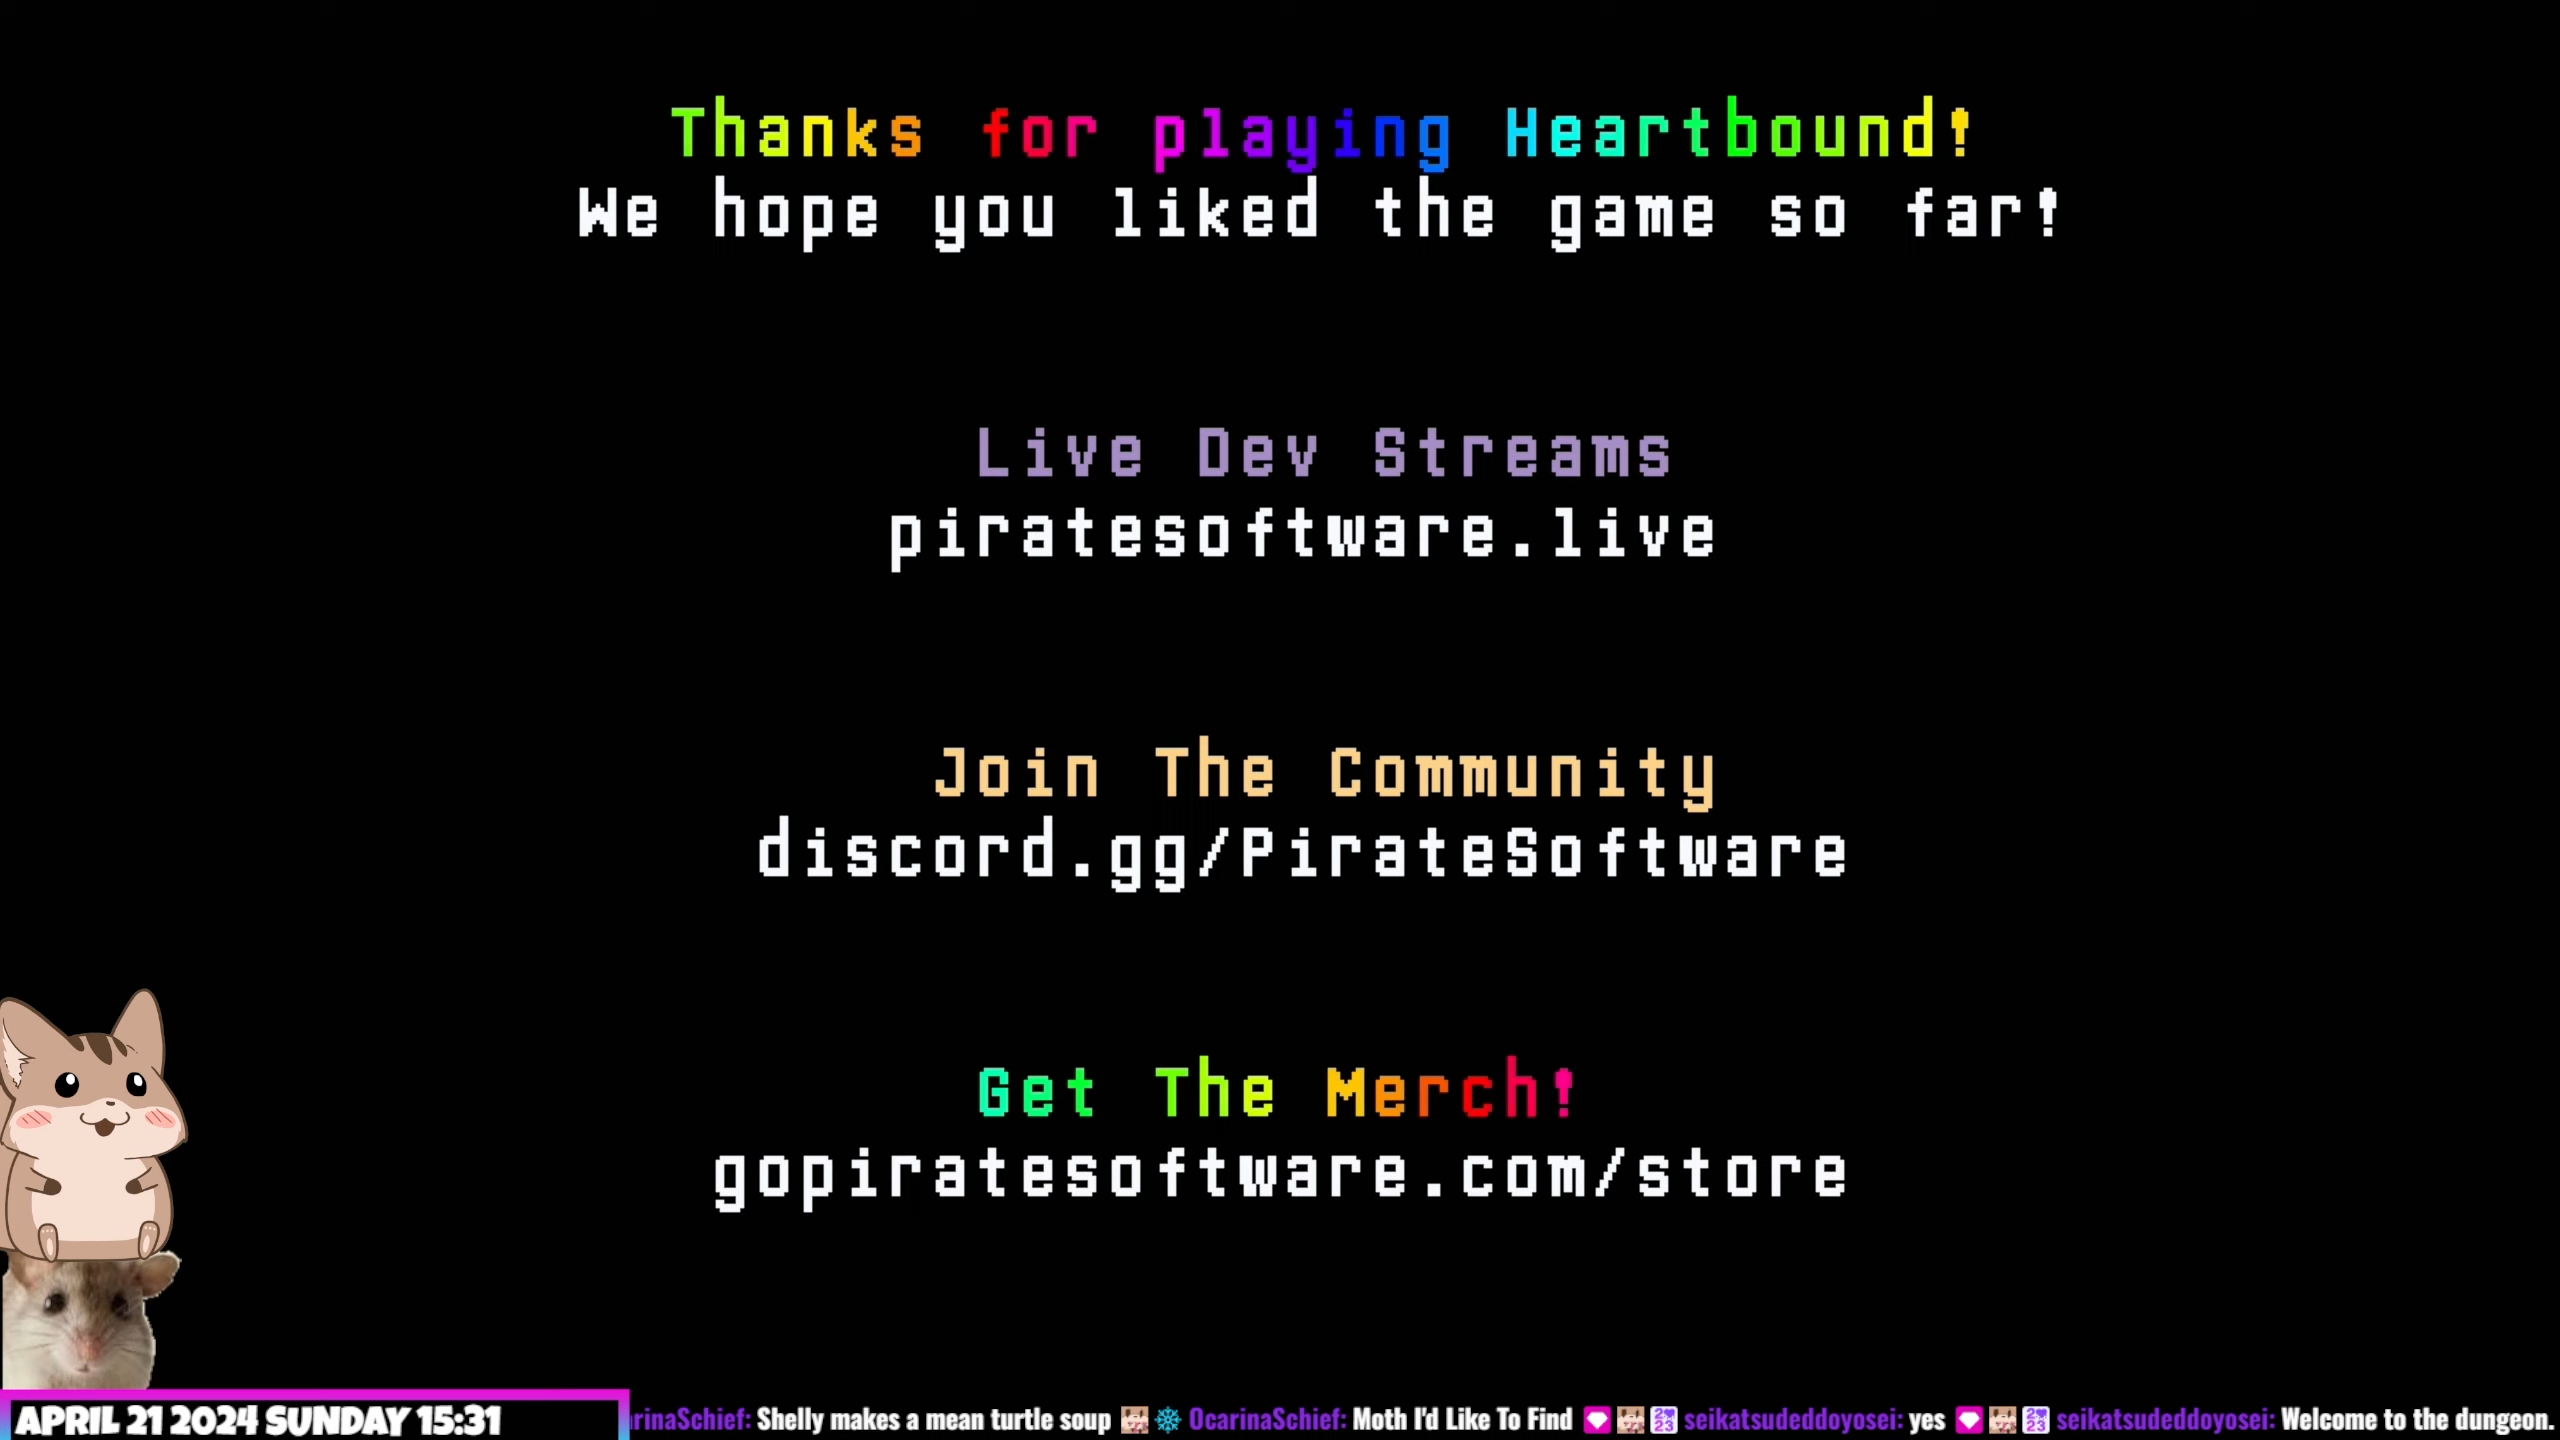 Thanks for playing Heartbound!
We hope you liked the game so far!
Live Dev Streams
piratesoftware.live
Join The Community
discord.gg/PirateSoftware
Get The Merch!
gopiratesoftware.com/store
APRIL 21 2024 SUNDAY 15:31
rinaSchief: Shelly makes a mean turtle soup OcarinaSchief: Moth I'd Like To Find 23 seikatsudeddoyosei: yes 23 seikatsudeddoyosei: Welcome to the dungeon.